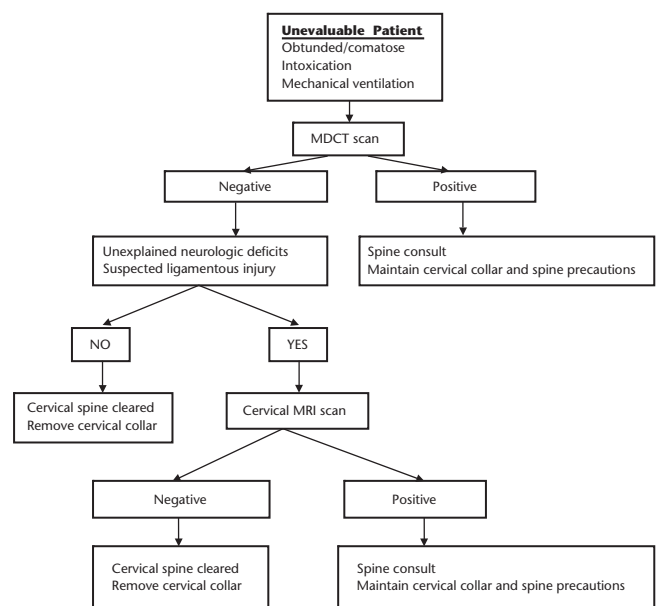 Unevaluable Patient
Obtunded/comatose
Intoxication
Mechanical ventilation
MDCT scan
Negative
Positive
Unexplained neurologic deficits
Suspected ligamentous injury
Spine consult
Maintain cervical collar and spine precautions
NO
YES
Cervical spine cleared
Remove cervical collar
Cervical MRI scan
Negative
Positive
Cervical spine cleared
Remove cervical collar
Spine consult
Maintain cervical collar and spine precautions